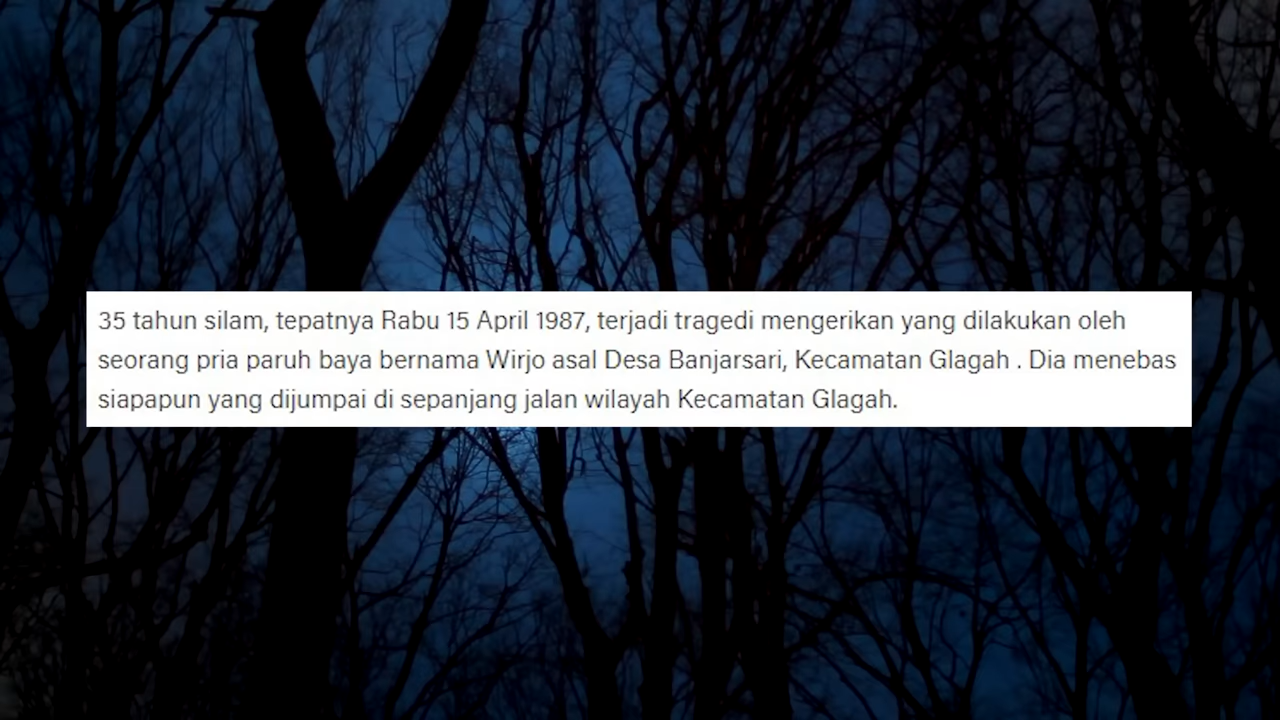 35 tahun silam, tepatnya Rabu 15 April 1987, terjadi tragedi mengerikan yang dilakukan oleh
seorang pria paruh baya bernama Wirjo asal Desa Banjarsari, Kecamatan Glagah . Dia menebas
siapapun yang dijumpai di sepanjang jalan wilayah Kecamatan Glagah.